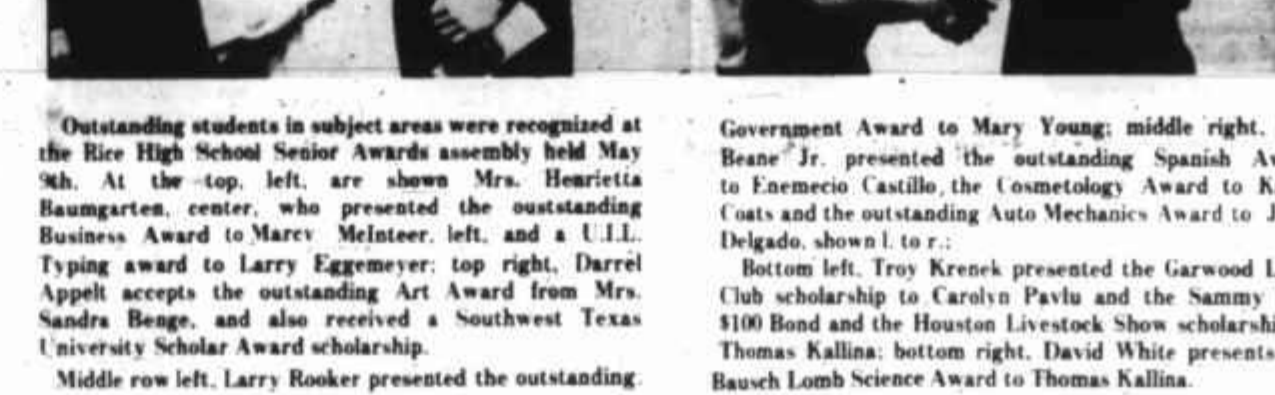 Outstanding students in subject areas were recognized at
the Rice High School Senior Awards assembly held May
9th. At the top, left, are shown Mrs. Henrietta
Baumgarten, center, who presented the ouststanding
Business Award to Marcy McInteer, left, and a U.I.L.
Typing award to Larry Eggemeyer; top right, Darrel
Appelt accepts the outstanding Art Award from Mrs.
Sandra Benge, and also received a Southwest Texas
University Scholar Award scholarship.
Middle row left, Larry Rooker presented the outstanding
Government Award to Mary Young; middle right,
Beane Jr. presented the outstanding Spanish
to Enemecio Castillo, the Cosmetology Award to
Coats and the outstanding Auto Mechanics Award to
Delgado, shown l. to r.;
Bottom left, Troy Krenek presented the Garwood
Club scholarship to Carolyn Pavlu and the Sammy
$100 Bond and the Houston Livestock Show
Thomas Kallina; bottom right, David White presents
Bausch Lomb Science Award to Thomas Kallina.